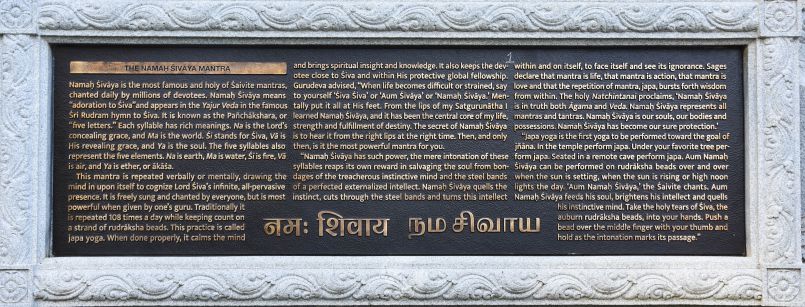 THE NAMAH ŚIVĀYA MANTRA
Namaḥ Śivāya is the most famous and holy of Śaivite mantras,
chanted daily by millions of devotees. Namaḥ Śivāya means
“adoration to Śiva” and appears in the Yajur Veda in the famous
Śrī Rudram hymn to Śiva. It is known as the Pañchākshara, or
“five letters.” Each syllable has rich meanings. Na is the Lord's
concealing grace, and Ma is the world. Śi stands for Śiva, Vā is
His revealing grace, and Ya is the soul. The five syllables also
represent the five elements. Na is earth, Ma is water, Śi is fire, Vā
is air, and Ya is ether, or ākāśa.
This mantra is repeated verbally or mentally, drawing the
mind in upon itself to cognize Lord Śiva's infinite, all-pervasive
presence. It is freely sung and chanted by everyone, but is most
powerful when given by one's guru. Traditionally it
is repeated 108 times a day while keeping count on
a strand of rudrāksha beads. This practice is called
japa yoga. When done properly, it calms the mind
and brings spiritual insight and knowledge. It also keeps the dev-
otee close to Śiva and within His protective global fellowship.
Gurudeva advised, “When life becomes difficult or strained, say
to yourself ‘Śiva Śiva’ or ‘Aum Śivāya’ or ‘Namaḥ Śivāya.’ Men-
tally put it all at His feet. From the lips of my Satgurunātha I
learned Namaḥ Śivāya, and it has been the central core of my life,
strength and fulfillment of destiny. The secret of Namaḥ Śivāya
is to hear it from the right lips at the right time. Then, and only
then, is it the most powerful mantra for you.
“Namaḥ Śivāya has such power, the mere intonation of these
syllables reaps its own reward in salvaging the soul from bon-
dages of the treacherous instinctive mind and the steel bands
of a perfected externalized intellect. Namaḥ Śivāya quells the
instinct, cuts through the steel bands and turns this intellect
नमः शिवाय நம சிவாய
within and on itself, to face itself and see its ignorance. Sages
declare that mantra is life, that mantra is action, that mantra is
love and that the repetition of mantra, japa, bursts forth wisdom
from within. The holy Natchintanai proclaims, ‘Namaḥ Śivāya
is in truth both Āgama and Veda. Namaḥ Śivāya represents all
mantras and tantras. Namaḥ Śivāya is our souls, our bodies and
possessions. Namaḥ Śivāya has become our sure protection.’
“Japa yoga is the first yoga to be performed toward the goal of
jñāna. In the temple perform japa. Under your favorite tree per-
form japa. Seated in a remote cave perform japa. Aum Namaḥ
Śivāya can be performed on rudrāksha beads over and over
when the sun is setting, when the sun is rising or high noon
lights the day. ‘Aum Namaḥ Śivāya,’ the Śaivite chants. Aum
Namaḥ Śivāya feeds his soul, brightens his intellect and quells
his instinctive mind. Take the holy tears of Śiva, the
auburn rudrāksha beads, into your hands. Push a
bead over the middle finger with your thumb and
hold as the intonation marks its passage.”